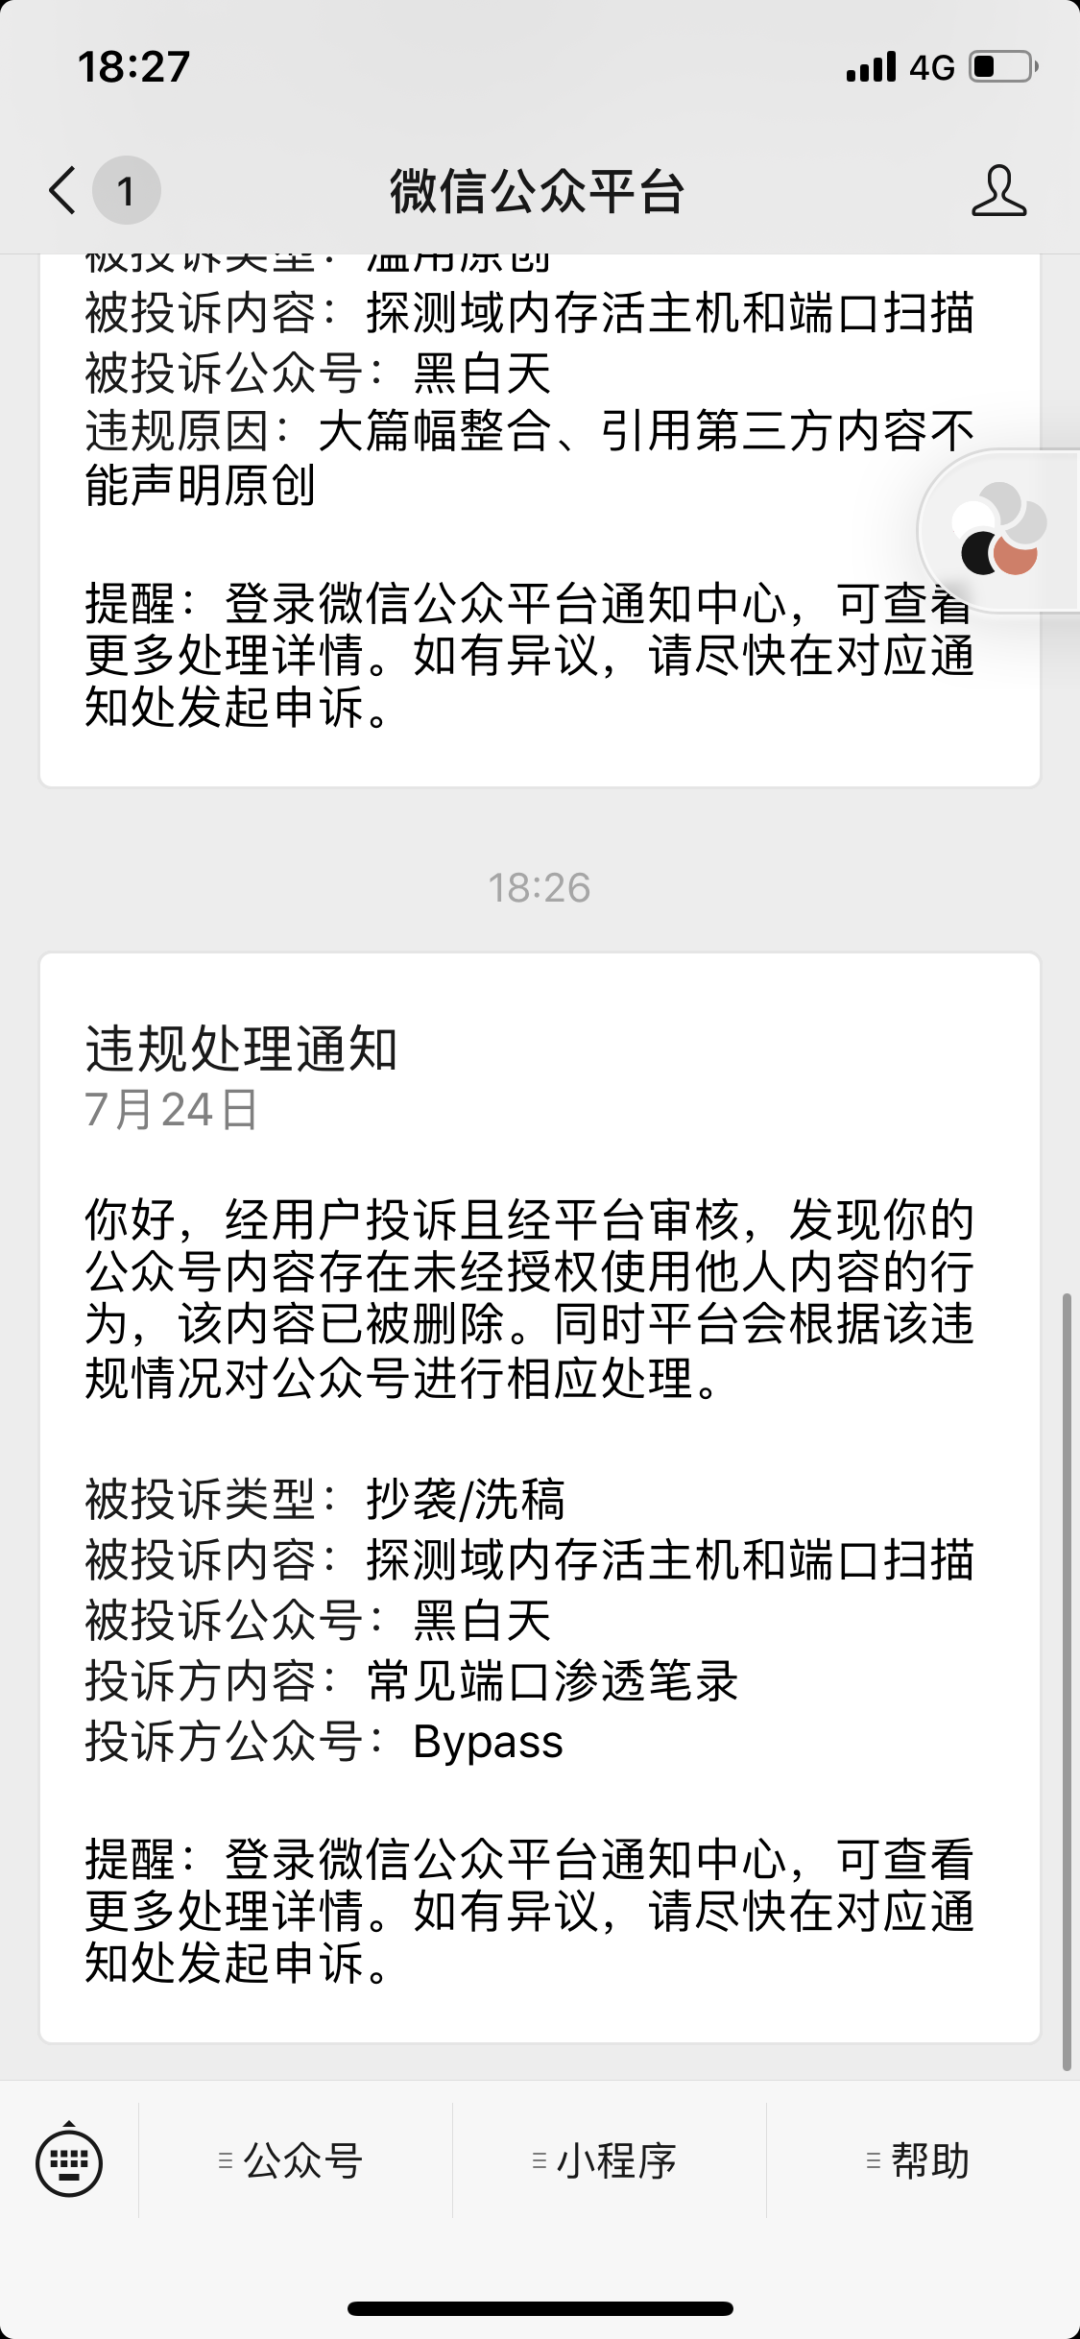 18:27
4G
1
微信公众平台
被投诉类型：滥用原创
被投诉内容：探测域内存活主机和端口扫描
被投诉公众号：黑白天
违规原因：大篇幅整合、引用第三方内容不
能声明原创
提醒：登录微信公众平台通知中心，可查看
更多处理详情。如有异议，请尽快在对应通
知处发起申诉。
18:26
违规处理通知
7月24日
你好，经用户投诉且经平台审核，发现你的
公众号内容存在未经授权使用他人内容的行
为，该内容已被删除。同时平台会根据该违
规情况对公众号进行相应处理。
被投诉类型：抄袭/洗稿
被投诉内容：探测域内存活主机和端口扫描
被投诉公众号：黑白天
投诉方内容：常见端口渗透笔录
投诉方公众号：Bypass
提醒：登录微信公众平台通知中心，可查看
更多处理详情。如有异议，请尽快在对应通
知处发起申诉。
公众号
小程序
帮助